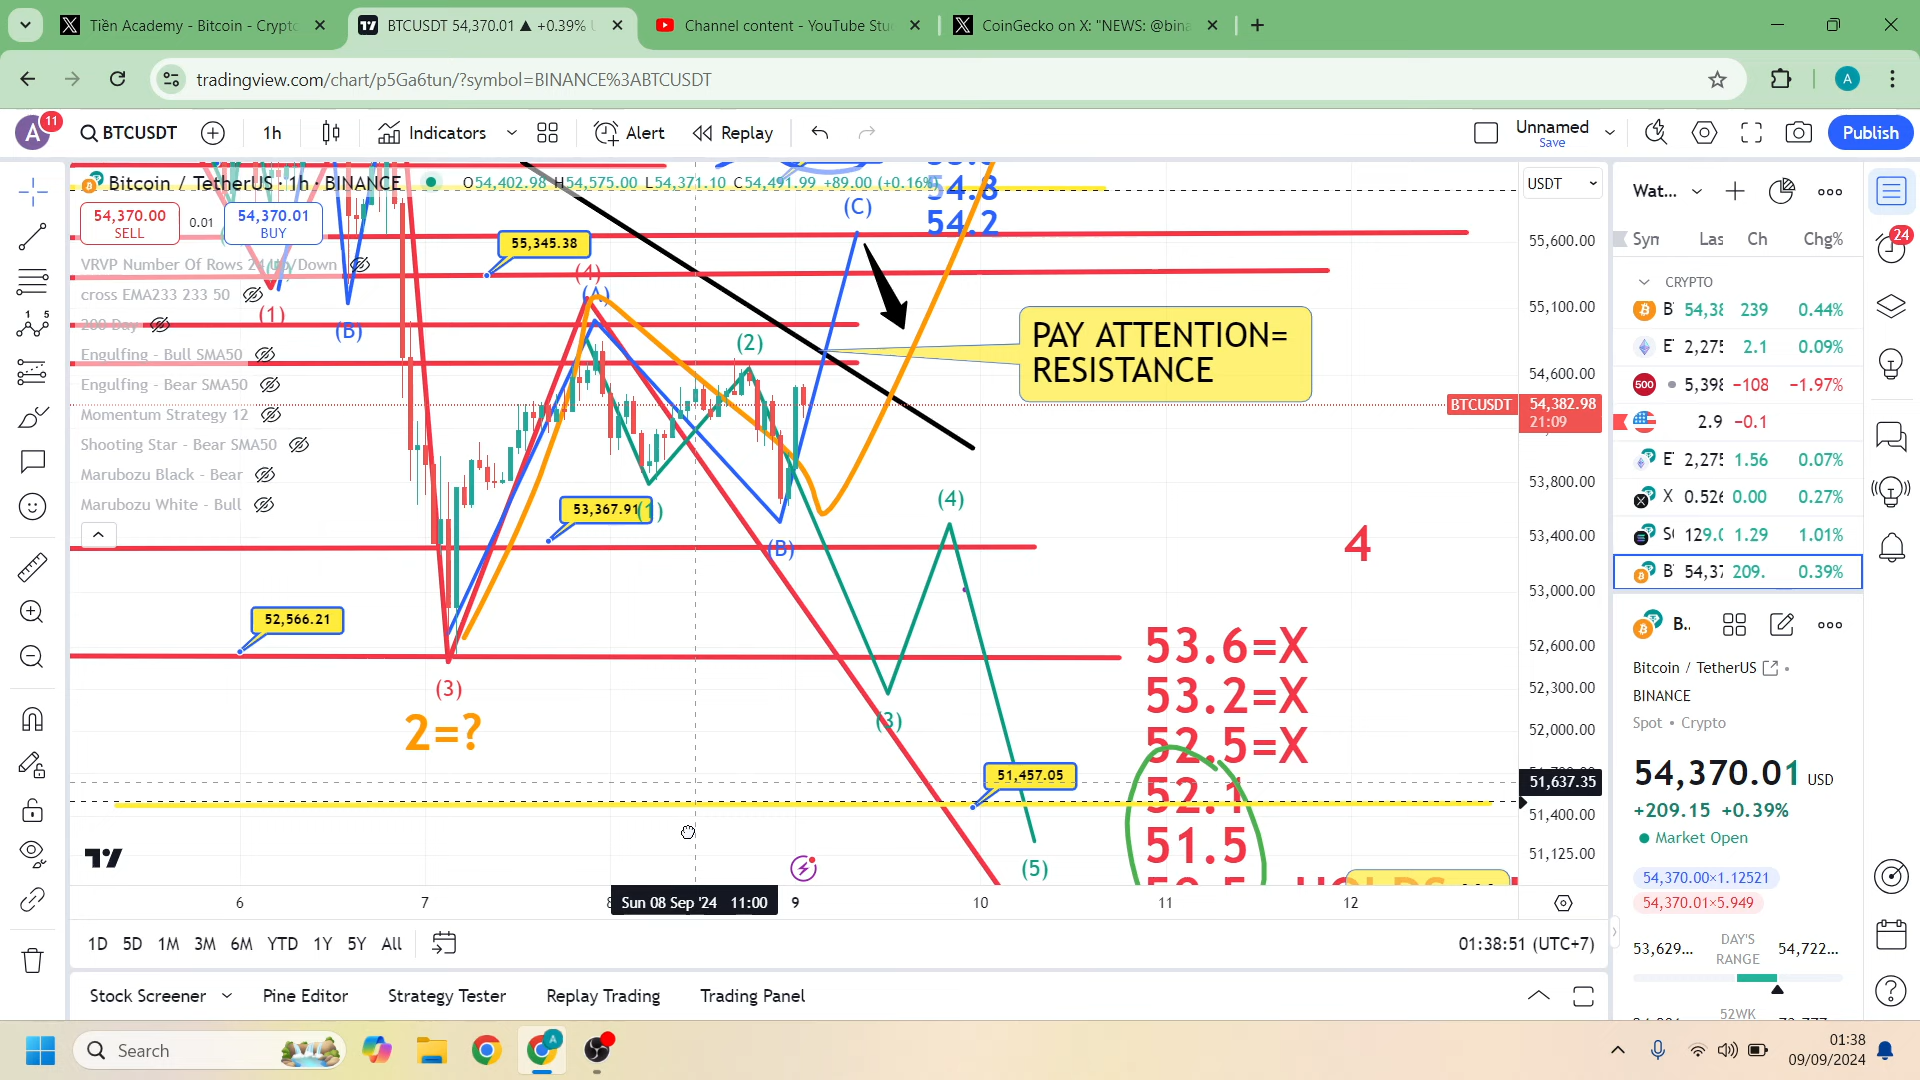 Tiền Academy - Bitcoin - Crypto
BTCUSDT 54,370.01 ▲ +0.39%
Channel content - YouTube Stu
CoinGecko on X: "NEWS: @bina
tradingview.com/chart/p5Ga6tun/?symbol=BINANCE%3ABTCUSDT
A
A
11
BTCUSDT
1h
Indicators
Alert
Replay
Unnamed
Save
Publish
Bitcoin / TetherUS · 1h · BINANCE
O54,402.98 H54,575.00 L54,371.10 C54,491.99 +89.00 (+0.16%)
54,370.00
SELL
0.01
54,370.01
BUY
VRVP Number Of Rows 24 Up/Down
cross EMA233 233 50
200 Day
Engulfing - Bull SMA50
Engulfing - Bear SMA50
Momentum Strategy 12
Shooting Star - Bear SMA50
Marubozu Black - Bear
Marubozu White - Bull
54.8
54.2
(C)
55,345.38
(4)
(A)
(1)
(B)
(2)
PAY ATTENTION=
RESISTANCE
53,367.91
(1)
(B)
(4)
4
52,566.21
(3)
2=?
(3)
53.6=X
53.2=X
52.5=X
52.1
51.5
51,457.05
(5)
USDT
55,600.00
55,100.00
54,600.00
BTCUSDT
54,382.98
21:09
53,800.00
53,400.00
53,000.00
52,600.00
52,300.00
52,000.00
51,637.35
51,400.00
51,125.00
6
7
8
Sun 08 Sep '24 11:00
9
10
11
12
1D
5D
1M
3M
6M
YTD
1Y
5Y
All
01:38:51 (UTC+7)
Stock Screener
Pine Editor
Strategy Tester
Replay Trading
Trading Panel
Wat...
Syn
Las
Ch
Chg%
CRYPTO
54,38
239
0.44%
E
2,275
2.1
0.09%
500
5,398
−108
−1.97%
2.9
−0.1
E
2,275
1.56
0.07%
X
0.526
0.00
0.27%
129.0
1.29
1.01%
B
54,37
209.
0.39%
24
B..
Bitcoin / TetherUS
BINANCE
Spot • Crypto
54,370.01 USD
+209.15 +0.39%
Market Open
54,370.00×1.12521
54,370.01×5.949
53,629...
DAY'S
RANGE
54,722...
52WK
Search
01:38
09/09/2024